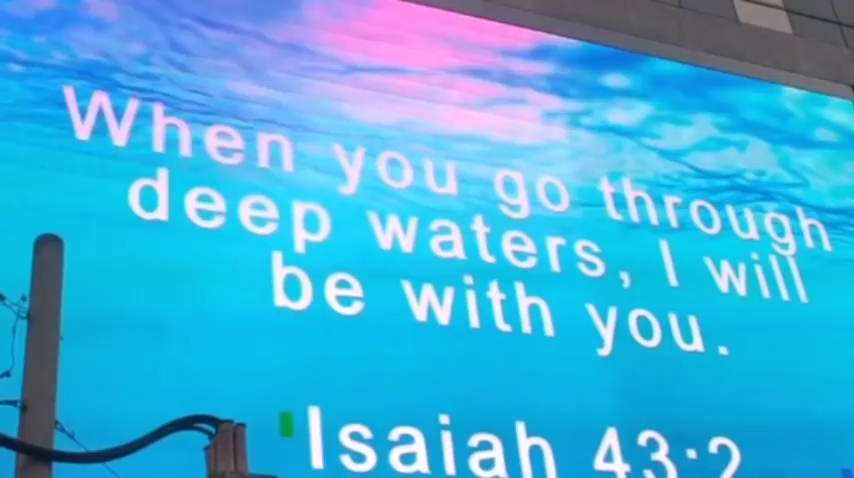 When you go through
deep waters, I will
be with you.
Isaiah 43:2